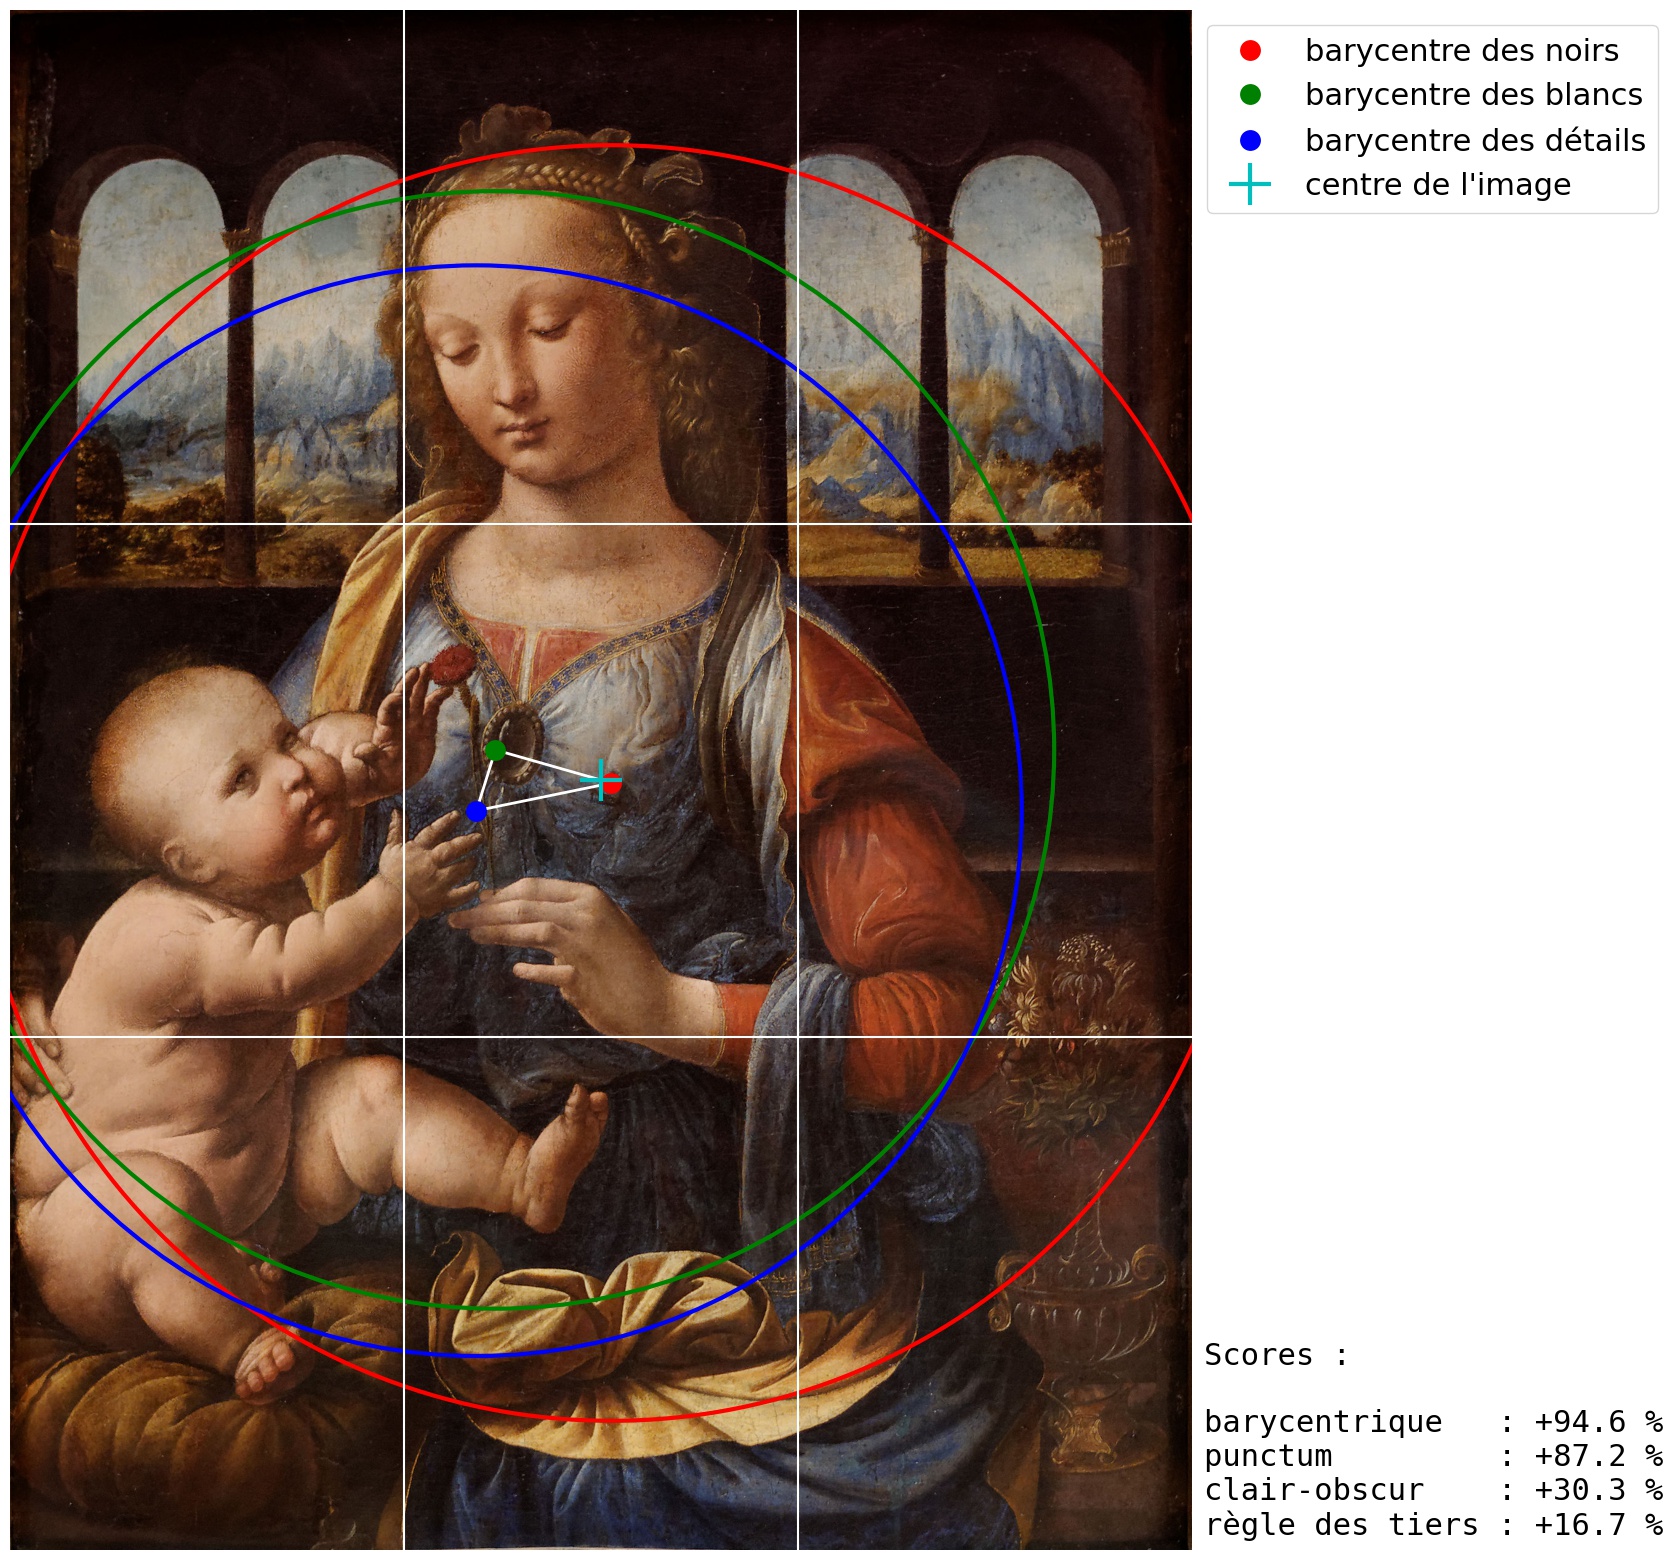 barycentre des noirs
barycentre des blancs
barycentre des détails
centre de l'image
Scores :
barycentrique : +94.6 %
punctum : +87.2 %
clair-obscur : +30.3 %
règle des tiers : +16.7 %